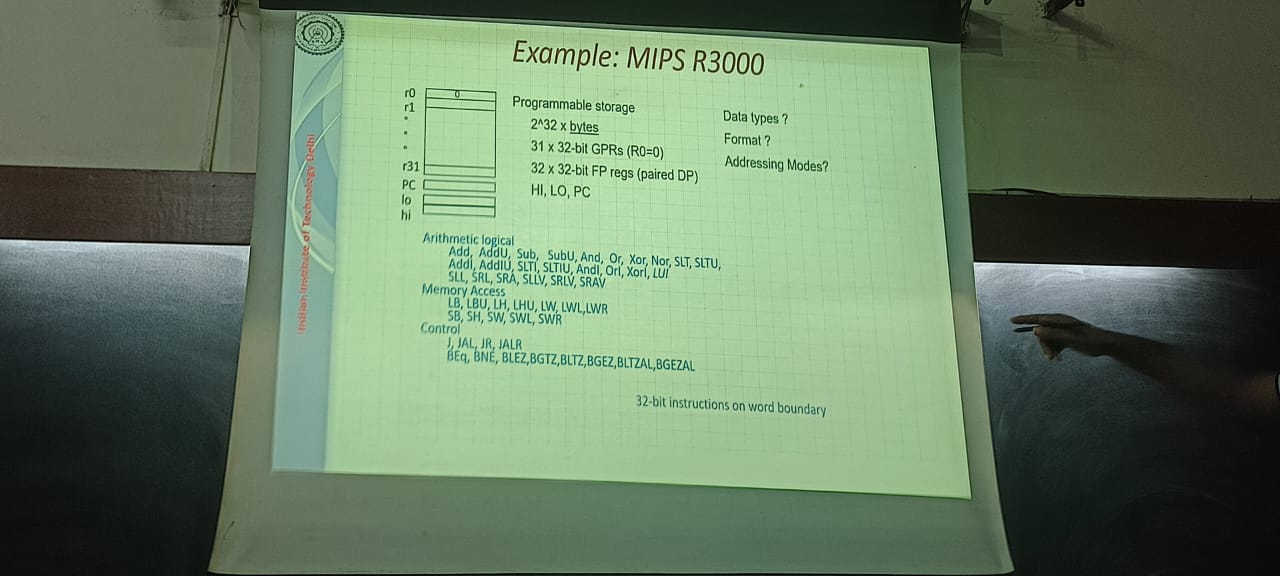 Example: MIPS R3000
r0
0
r1
r31
PC
lo
hi
Programmable storage
2^32 x bytes
31 x 32-bit GPRs (R0=0)
32 x 32-bit FP regs (paired DP)
HI, LO, PC
Data types ?
Format ?
Addressing Modes?
Arithmetic logical
Add, AddU, Sub, SubU, And, Or, Xor, Nor, SLT, SLTU,
AddI, AddIU, SLTI, SLTIU, AndI, OrI, XorI, LUI
SLL, SRL, SRA, SLLV, SRLV, SRAV
Memory Access
LB, LBU, LH, LHU, LW, LWL,LWR
SB, SH, SW, SWL, SWR
Control
J, JAL, JR, JALR
BEq, BNE, BLEZ,BGTZ,BLTZ,BGEZ,BLTZAL,BGEZAL
32-bit instructions on word boundary
Indian Institute of Technology Delhi